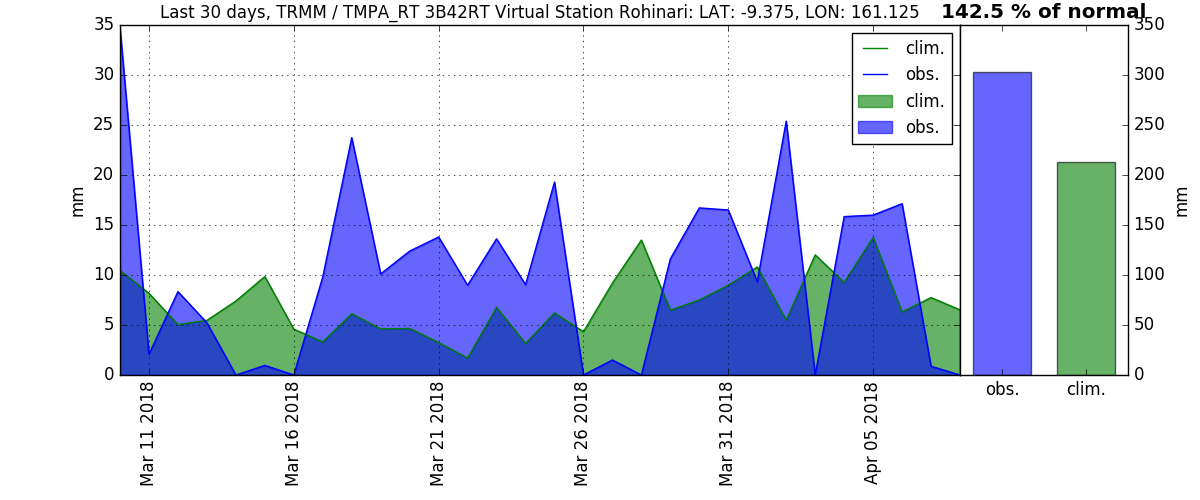 Last 30 days, TRMM / TMPA_RT 3B42RT Virtual Station Rohinari: LAT: -9.375, LON: 161.125
142.5 % of normal
35
30
25
20
15
10
5
0
mm
clim.
obs.
clim.
obs.
350
300
250
200
150
100
50
0
mm
Mar 11 2018
Mar 16 2018
Mar 21 2018
Mar 26 2018
Mar 31 2018
Apr 05 2018
obs.
clim.